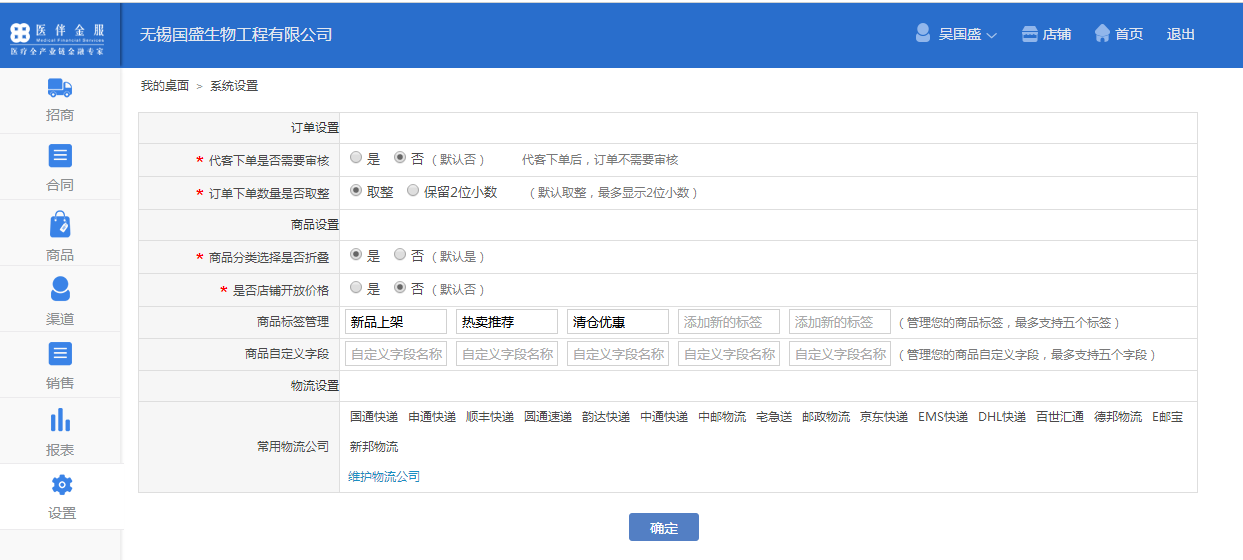 医伴金服
Medical Financial Services
医疗全产业链金融专家
无锡国盛生物工程有限公司
吴国盛 店铺 首页 退出
招商
合同
商品
渠道
销售
报表
设置
我的桌面 > 系统设置
订单设置
* 代客下单是否需要审核 是 否（默认否） 代客下单后，订单不需要审核
* 订单下单数量是否取整 取整 保留2位小数 （默认取整，最多显示2位小数）
商品设置
* 商品分类选择是否折叠 是 否（默认是）
* 是否店铺开放价格 是 否（默认否）
商品标签管理 新品上架 热卖推荐 清仓优惠 添加新的标签 添加新的标签 （管理您的商品标签，最多支持五个标签）
商品自定义字段 自定义字段名称 自定义字段名称 自定义字段名称 自定义字段名称 自定义字段名称 （管理您的商品自定义字段，最多支持五个字段）
物流设置
常用物流公司
国通快递 申通快递 顺丰快递 圆通速递 韵达快递 中通快递 中邮物流 宅急送 邮政物流 京东快递 EMS快递 DHL快递 百世汇通 德邦物流 E邮宝
新邦物流
维护物流公司
确定